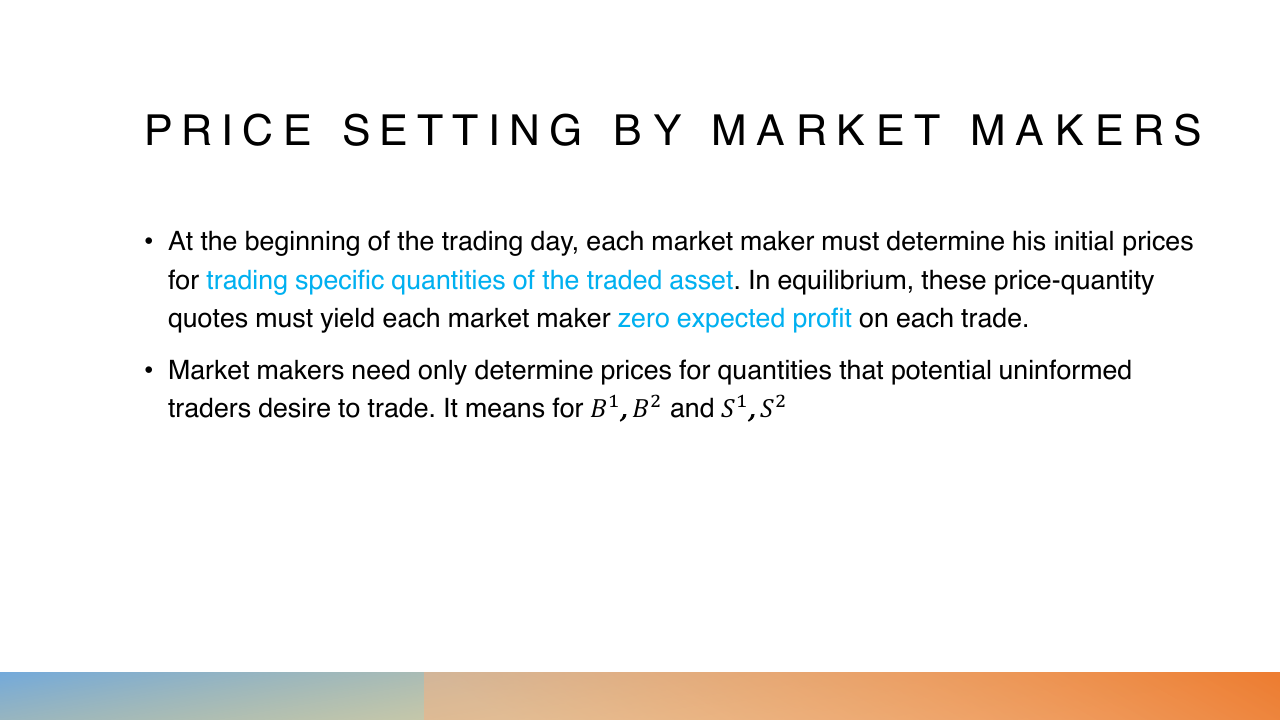 PRICE SETTING BY MARKET MAKERS
• At the beginning of the trading day, each market maker must determine his initial prices
for trading specific quantities of the traded asset. In equilibrium, these price-quantity
quotes must yield each market maker zero expected profit on each trade.
• Market makers need only determine prices for quantities that potential uninformed
traders desire to trade. It means for B¹, B² and S¹, S²